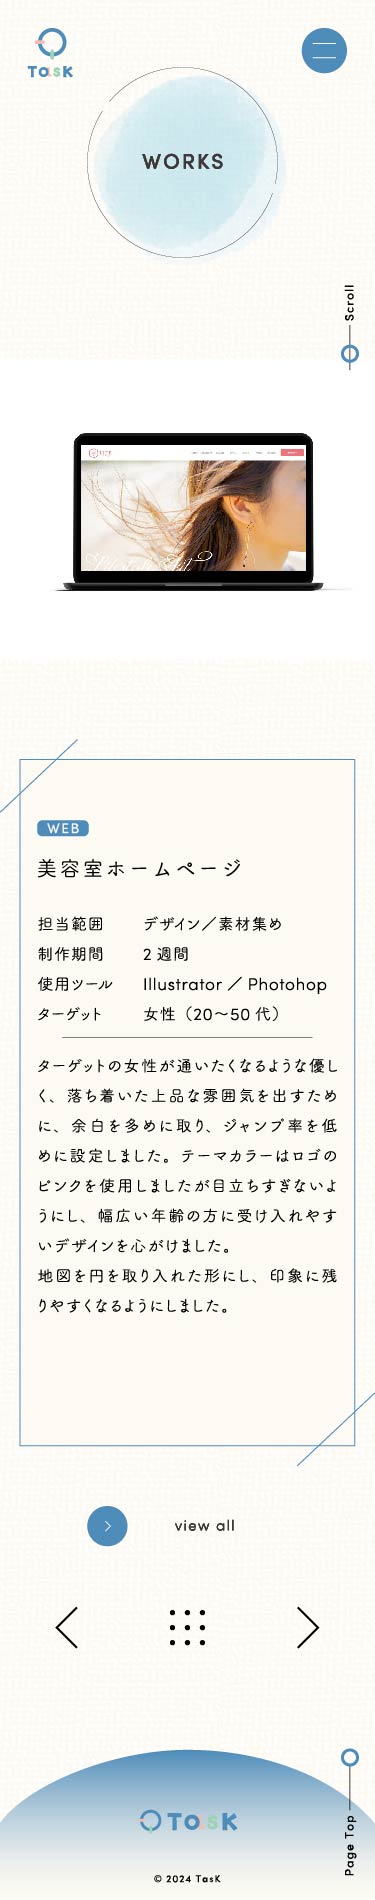 TasK
WORKS
Scroll
WEB
美容室ホームページ
担当範囲 デザイン／素材集め
制作期間 2 週間
使用ツール Illustrator ／ Photohop
ターゲット 女性（20〜50 代）
ターゲットの女性が通いたくなるような優し
く、落ち着いた上品な雰囲気を出すため
に、余白を多めに取り、ジャンプ率を低
めに設定しました。テーマカラーはロゴの
ピンクを使用しましたが目立ちすぎないよ
うにし、幅広い年齢の方に受け入れやす
いデザインを心がけました。
地図を円を取り入れた形にし、印象に残
りやすくなるようにしました。
view all
TasK
Page Top
© 2024 TasK